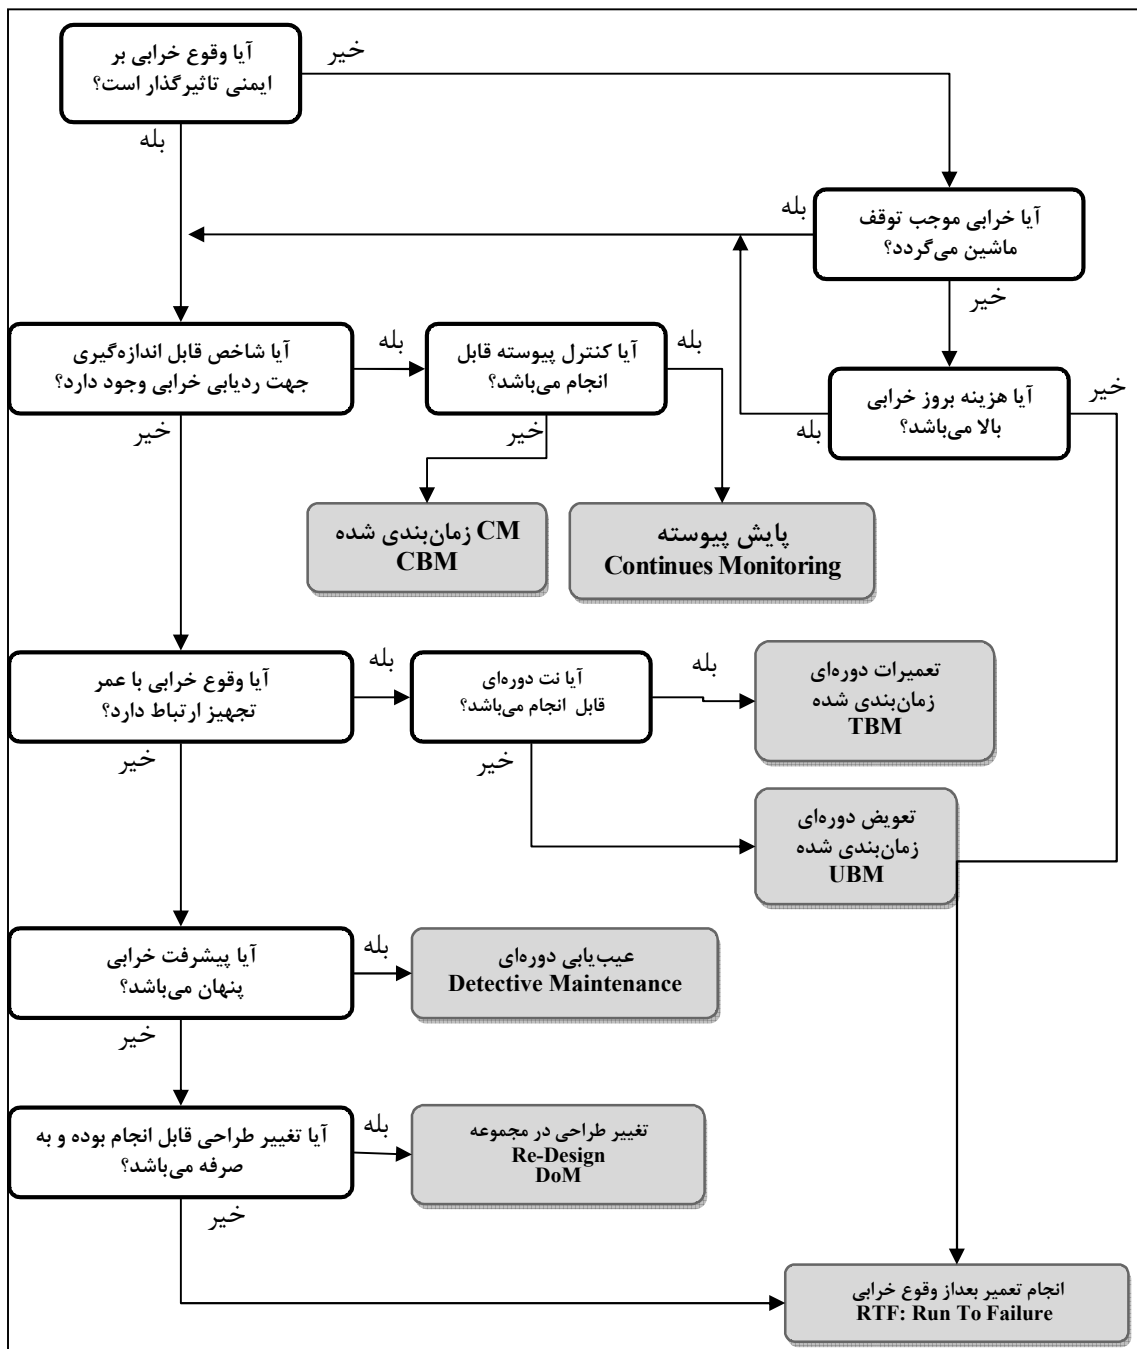 آیا وقوع خرابی بر
ایمنی تاثیرگذار است؟
خیر
بله
آیا خرابی موجب توقف
ماشین می‌گردد؟
بله
خیر
آیا شاخص قابل اندازه‌گیری
جهت ردیابی خرابی وجود دارد؟
بله
خیر
آیا کنترل پیوسته قابل
انجام می‌باشد؟
بله
خیر
آیا هزینه بروز خرابی
بالا می‌باشد؟
خیر
بله
CM زمان‌بندی شده
CBM
پایش پیوسته
Continues Monitoring
آیا وقوع خرابی با عمر
تجهیز ارتباط دارد؟
بله
خیر
آیا نت دوره‌ای
قابل انجام می‌باشد؟
بله
خیر
تعمیرات دوره‌ای
زمان‌بندی شده
TBM
تعویض دوره‌ای
زمان‌بندی شده
UBM
آیا پیشرفت خرابی
پنهان می‌باشد؟
بله
خیر
عیب‌یابی دوره‌ای
Detective Maintenance
آیا تغییر طراحی قابل انجام بوده و به
صرفه می‌باشد؟
بله
خیر
تغییر طراحی در مجموعه
Re-Design
DoM
انجام تعمیر بعداز وقوع خرابی
RTF: Run To Failure